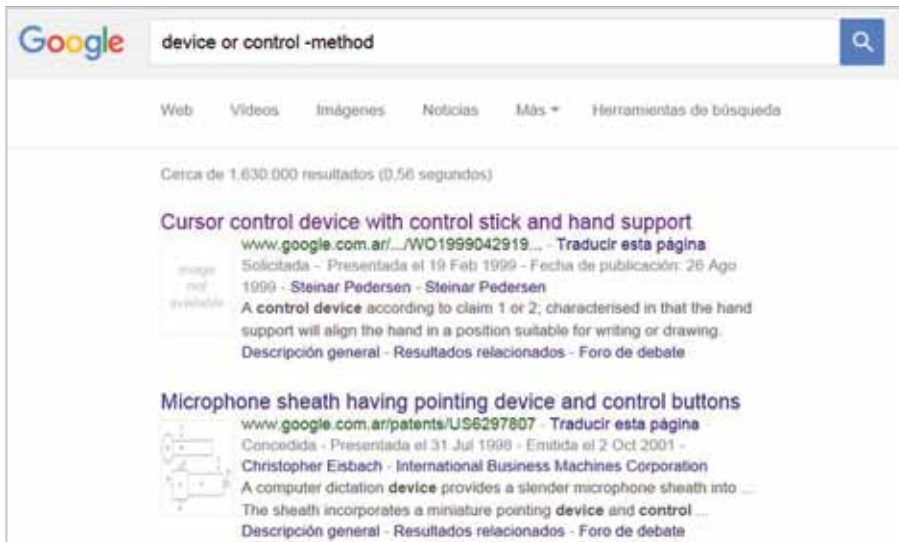 Google device or control -method
Web Vídeos Imágenes Noticias Más Herramientas de búsqueda
Cerca de 1.630.000 resultados (0,56 segundos)
Cursor control device with control stick and hand support
www.google.com.ar/.../WO1999042919... - Traducir esta página
image not available
Solicitada - Presentada el 19 Feb 1999 - Fecha de publicación: 26 Ago
1999 - Steinar Pedersen - Steinar Pedersen
A control device according to claim 1 or 2; characterised in that the hand
support will align the hand in a position suitable for writing or drawing.
Descripción general - Resultados relacionados - Foro de debate
Microphone sheath having pointing device and control buttons
www.google.com.ar/patents/US6297807 - Traducir esta página
Concedida - Presentada el 31 Jul 1998 - Emitida el 2 Oct 2001 -
Christopher Eisbach - International Business Machines Corporation
A computer dictation device provides a slender microphone sheath into ...
The sheath incorporates a miniature pointing device and control ...
Descripción general - Resultados relacionados - Foro de debate